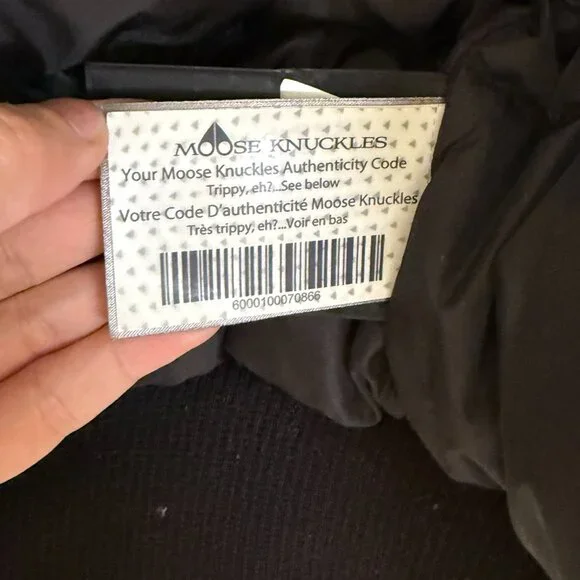 MOOSE KNUCKLES
Your Moose Knuckles Authenticity Code
Trippy, eh?...See below
Votre Code D'authenticité Moose Knuckles
Très trippy, eh?...Voir en bas
6000100070866